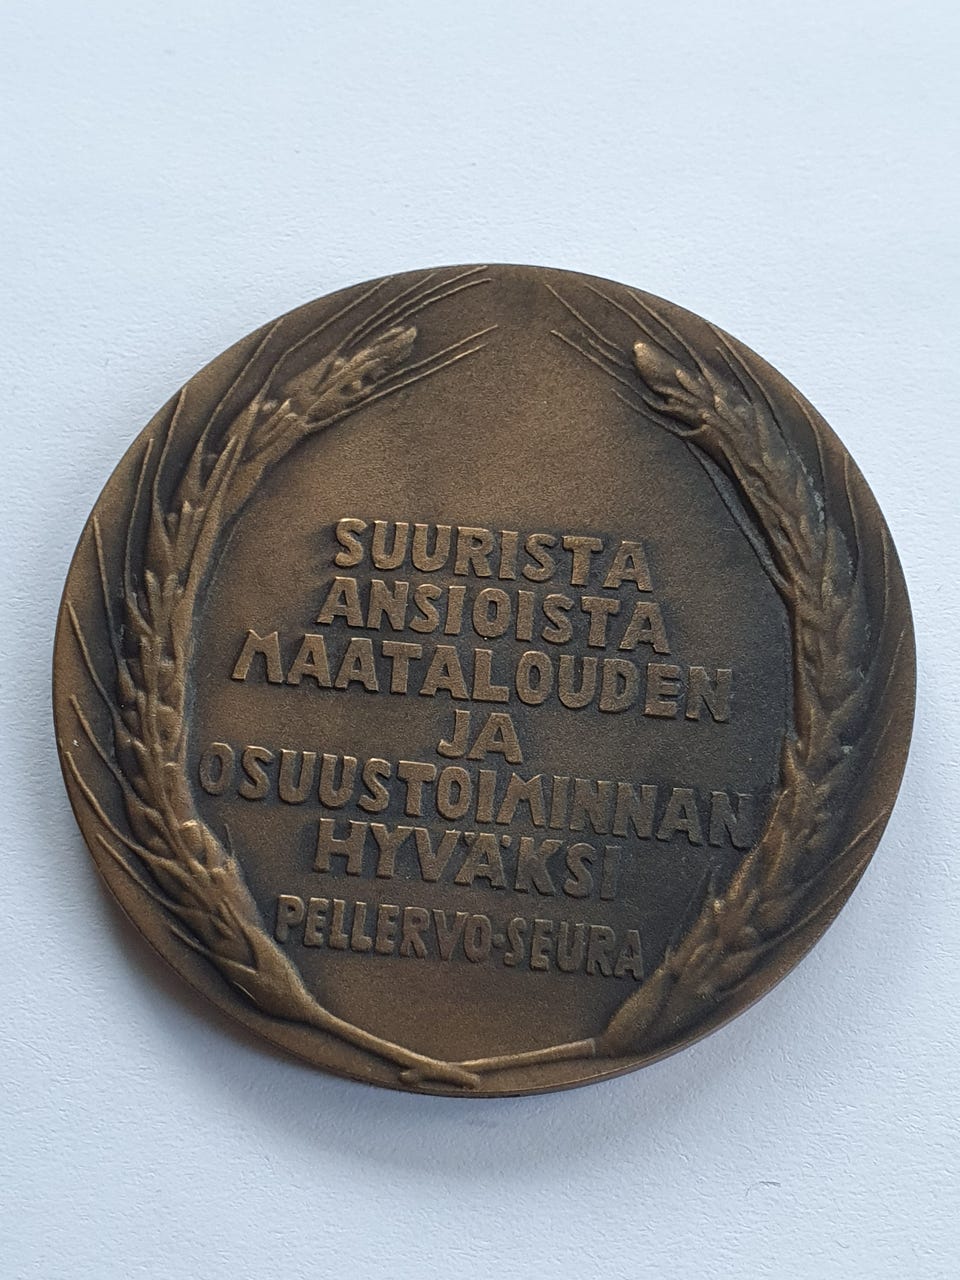 SUURISTA
ANSIOISTA
MAATALOUDEN
JA
OSUUSTOIMINNAN
HYVÄKSI
PELLERVO-SEURA